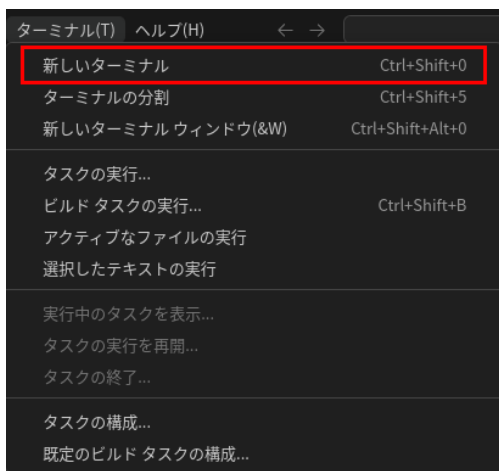 ターミナル(T) ヘルプ(H) ← →
新しいターミナル Ctrl+Shift+0
ターミナルの分割 Ctrl+Shift+5
新しいターミナル ウィンドウ(&W) Ctrl+Shift+Alt+0
タスクの実行...
ビルド タスクの実行... Ctrl+Shift+B
アクティブなファイルの実行
選択したテキストの実行
実行中のタスクを表示...
タスクの実行を再開...
タスクの終了...
タスクの構成...
既定のビルド タスクの構成...